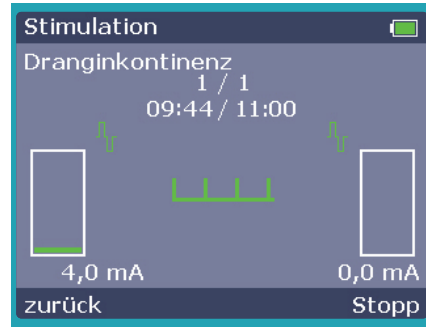 Stimulation
Dranginkontinenz
1 / 1
09:44 / 11:00
4,0 mA
0,0 mA
zurück
Stopp